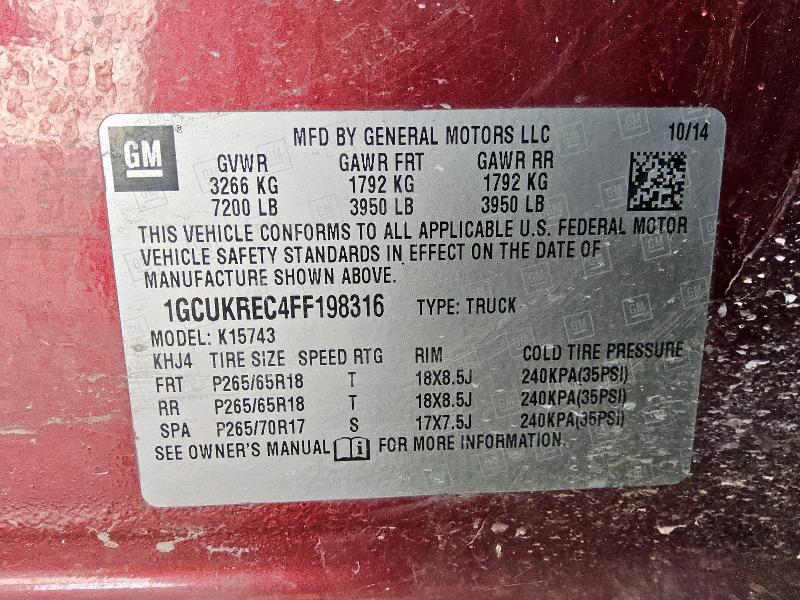 GM
MFD BY GENERAL MOTORS LLC 10/14
GVWR GAWR FRT GAWR RR
3266 KG 1792 KG 1792 KG
7200 LB 3950 LB 3950 LB
THIS VEHICLE CONFORMS TO ALL APPLICABLE U.S. FEDERAL MOTOR
VEHICLE SAFETY STANDARDS IN EFFECT ON THE DATE OF
MANUFACTURE SHOWN ABOVE.
1GCUKREC4FF198316 TYPE: TRUCK
MODEL: K15743
KHJ4 TIRE SIZE SPEED RTG RIM COLD TIRE PRESSURE
FRT P265/65R18 T 18X8.5J 240KPA(35PSI)
RR P265/65R18 T 18X8.5J 240KPA(35PSI)
SPA P265/70R17 S 17X7.5J 240KPA(35PSI)
SEE OWNER'S MANUAL i FOR MORE INFORMATION.